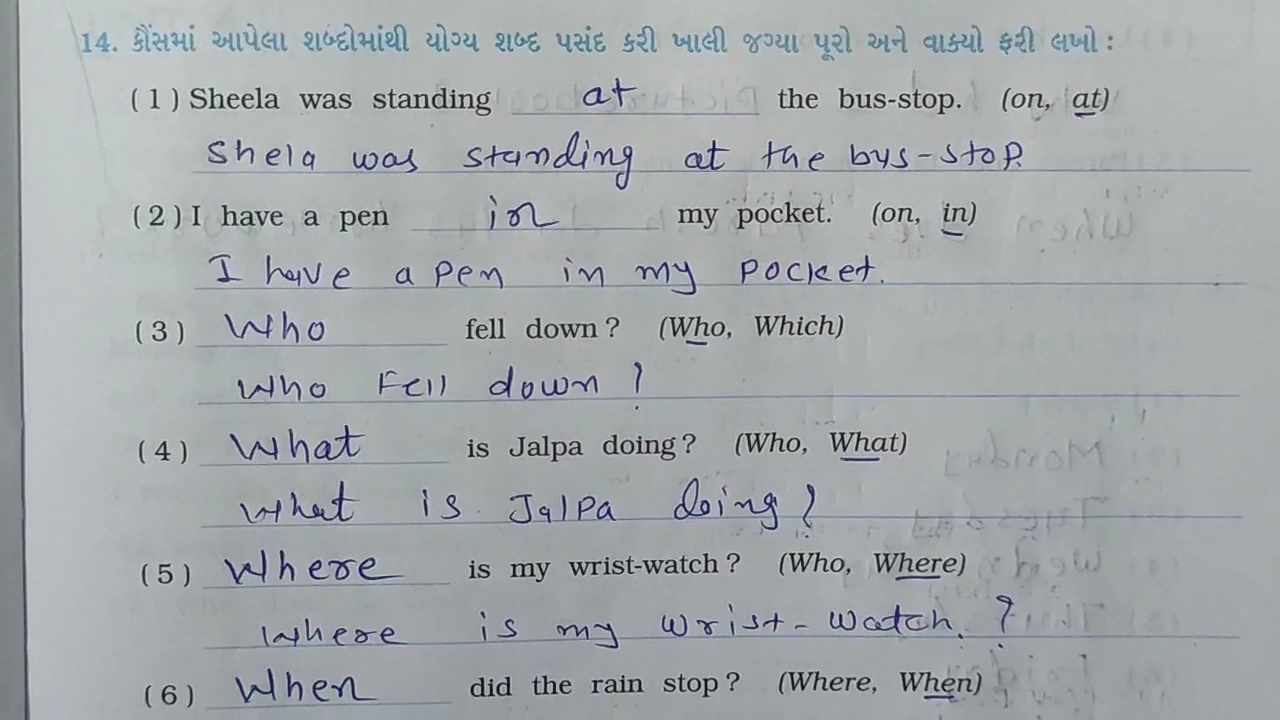 14. કૌંસમાં આપેલા શબ્દોમાંથી યોગ્ય શબ્દ પસંદ કરી ખાલી જગ્યા પૂરો અને વાક્યો ફરી લખો :
(1) Sheela was standing at the bus-stop. (on, at)
Shela was standing at the bus-stop.
(2) I have a pen in my pocket. (on, in)
I have a pen in my pocket.
(3) Who fell down? (Who, Which)
Who Fell down?
(4) What is Jalpa doing? (Who, What)
What is Jalpa doing?
(5) Where is my wrist-watch? (Who, Where)
Where is my wrist-watch.?
(6) When did the rain stop? (Where, When)